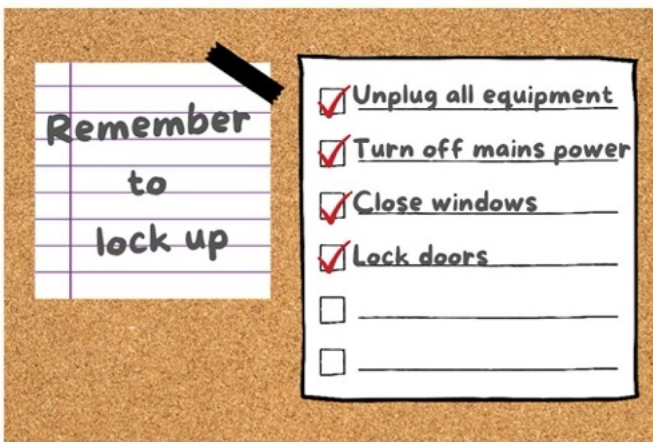 Remember
to
lock up
Unplug all equipment
Turn off mains power
Close windows
Lock doors